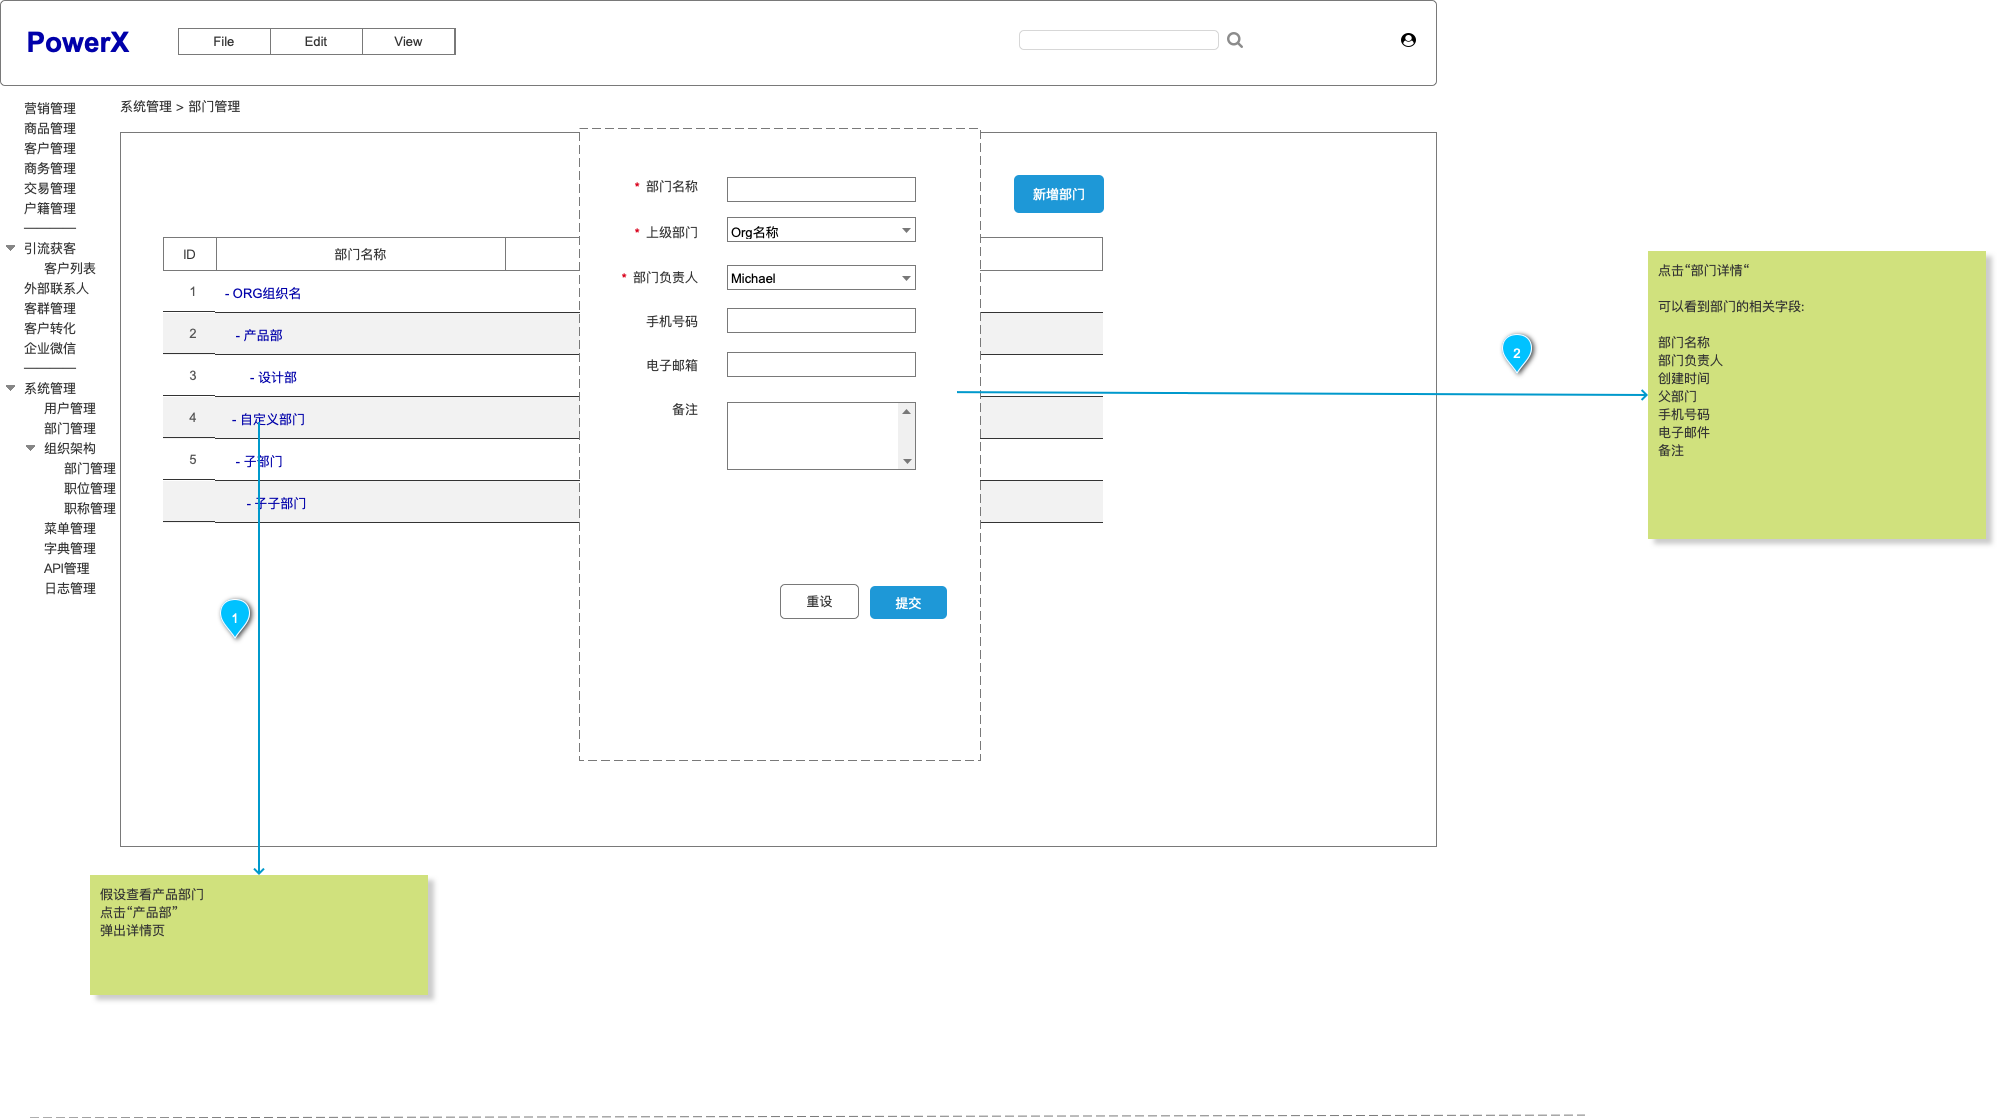 PowerX
File
Edit
View
系统管理 > 部门管理
营销管理
商品管理
客户管理
商务管理
交易管理
户籍管理
引流获客
客户列表
外部联系人
客群管理
客户转化
企业微信
系统管理
用户管理
部门管理
组织架构
部门管理
职位管理
职称管理
菜单管理
字典管理
API管理
日志管理
新增部门
ID 部门名称
1 - ORG组织名
2 - 产品部
3 - 设计部
4 - 自定义部门
5 - 子部门
- 子子部门
* 部门名称
* 上级部门 Org名称
* 部门负责人 Michael
手机号码
电子邮箱
备注
重设
提交
1
假设查看产品部门
点击“产品部”
弹出详情页
2
点击“部门详情“
可以看到部门的相关字段:
部门名称
部门负责人
创建时间
父部门
手机号码
电子邮件
备注